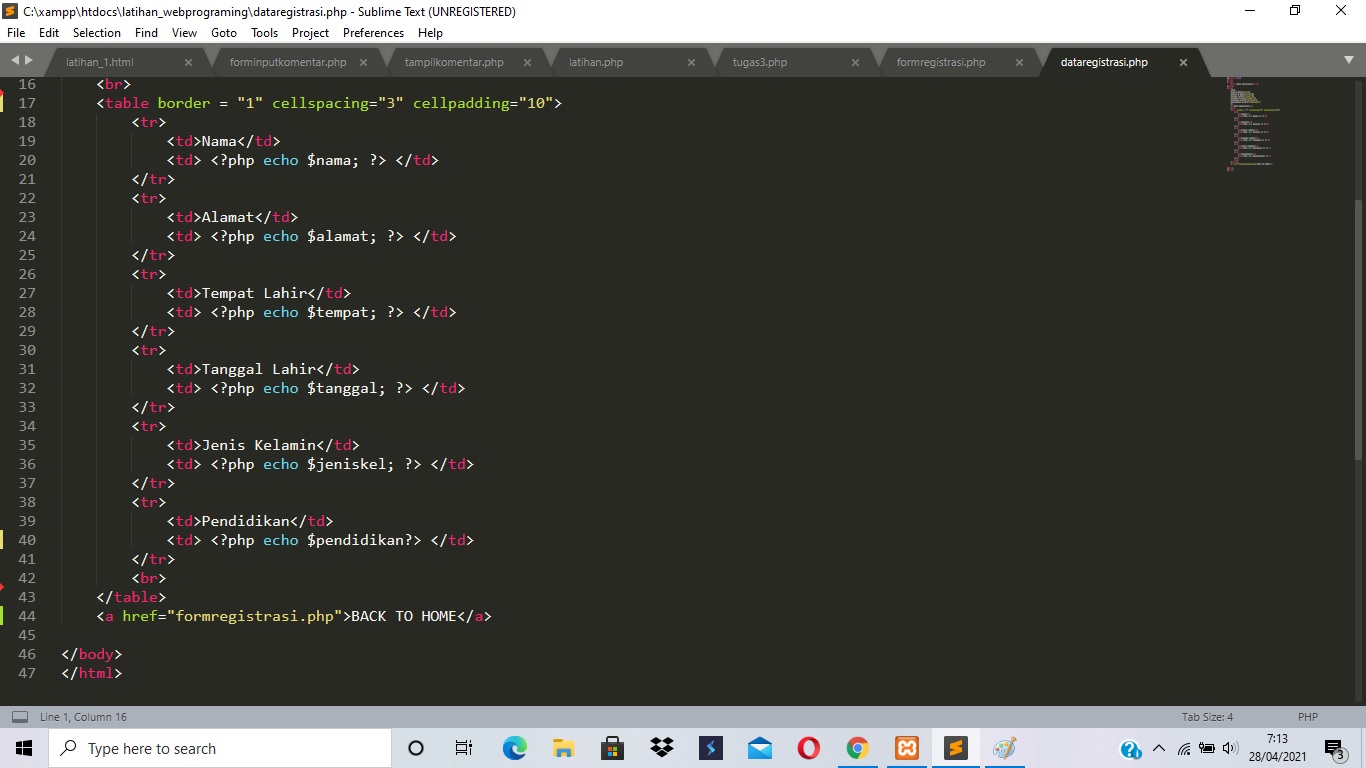 C:\xampp\htdocs\latihan_webprograming\dataregistrasi.php - Sublime Text (UNREGISTERED)
File Edit Selection Find View Goto Tools Project Preferences Help
latihan_1.html forminputkomentar.php tampilkomentar.php latihan.php tugas3.php formregistrasi.php dataregistrasi.php
16 <br>
17 <table border = "1" cellspacing="3" cellpadding="10">
18 <tr>
19 <td>Nama</td>
20 <td> <?php echo $nama; ?> </td>
21 </tr>
22 <tr>
23 <td>Alamat</td>
24 <td> <?php echo $alamat; ?> </td>
25 </tr>
26 <tr>
27 <td>Tempat Lahir</td>
28 <td> <?php echo $tempat; ?> </td>
29 </tr>
30 <tr>
31 <td>Tanggal Lahir</td>
32 <td> <?php echo $tanggal; ?> </td>
33 </tr>
34 <tr>
35 <td>Jenis Kelamin</td>
36 <td> <?php echo $jeniskel; ?> </td>
37 </tr>
38 <tr>
39 <td>Pendidikan</td>
40 <td> <?php echo $pendidikan?> </td>
41 </tr>
42 <br>
43 </table>
44 <a href="formregistrasi.php">BACK TO HOME</a>
45
46 </body>
47 </html>
Line 1, Column 16 Tab Size: 4 PHP
Type here to search
7:13
28/04/2021
3